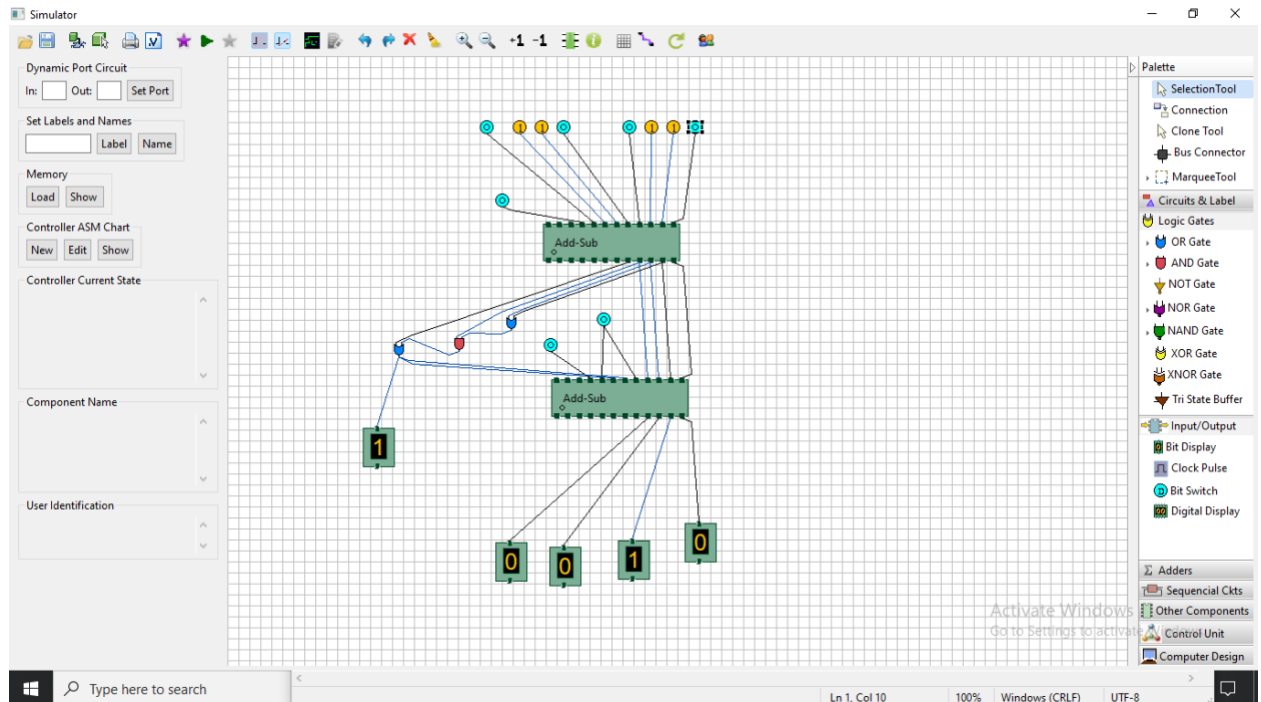 Simulator
+1 -1
Dynamic Port Circuit
In: Out: Set Port
Set Labels and Names
Label Name
Memory
Load Show
Controller ASM Chart
New Edit Show
Controller Current State
Component Name
User Identification
1 1 1 1
Add-Sub
Add-Sub
1
0 0 1 0
Palette
SelectionTool
Connection
Clone Tool
Bus Connector
MarqueeTool
Circuits & Label
Logic Gates
OR Gate
AND Gate
NOT Gate
NOR Gate
NAND Gate
XOR Gate
XNOR Gate
Tri State Buffer
Input/Output
Bit Display
Clock Pulse
Bit Switch
Digital Display
Σ Adders
Sequencial Ckts
Other Components
Control Unit
Computer Design
Activate Windows
Go to Settings to activate
Type here to search
Ln 1, Col 10 100% Windows (CRLF) UTF-8